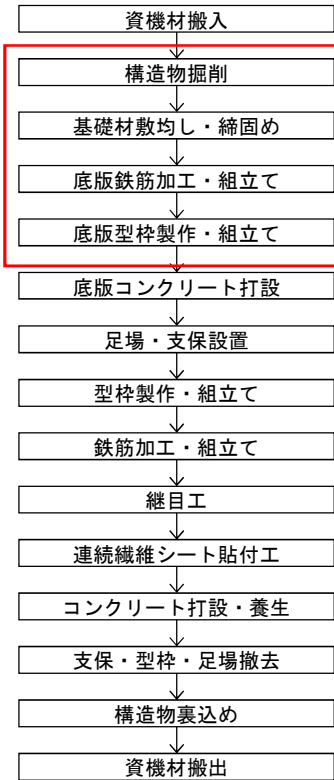 資機材搬入
構造物掘削
基礎材敷均し・締固め
底版鉄筋加工・組立て
底版型枠製作・組立て
底版コンクリート打設
足場・支保設置
型枠製作・組立て
鉄筋加工・組立て
継目工
連続繊維シート貼付工
コンクリート打設・養生
支保・型枠・足場撤去
構造物裏込め
資機材搬出